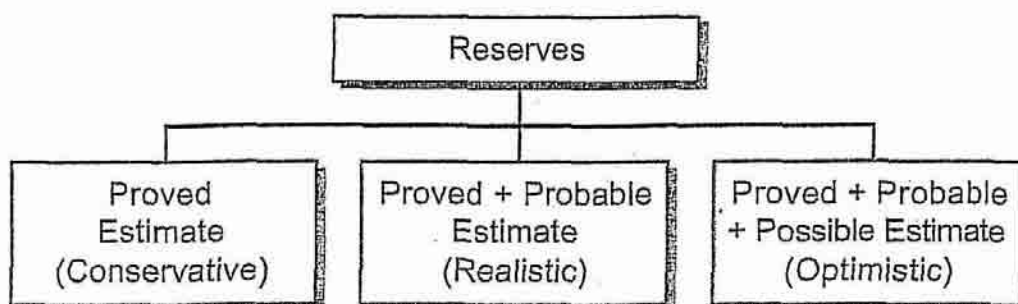 Reserves
Proved
Estimate
(Conservative)
Proved + Probable
Estimate
(Realistic)
Proved + Probable
+ Possible Estimate
(Optimistic)